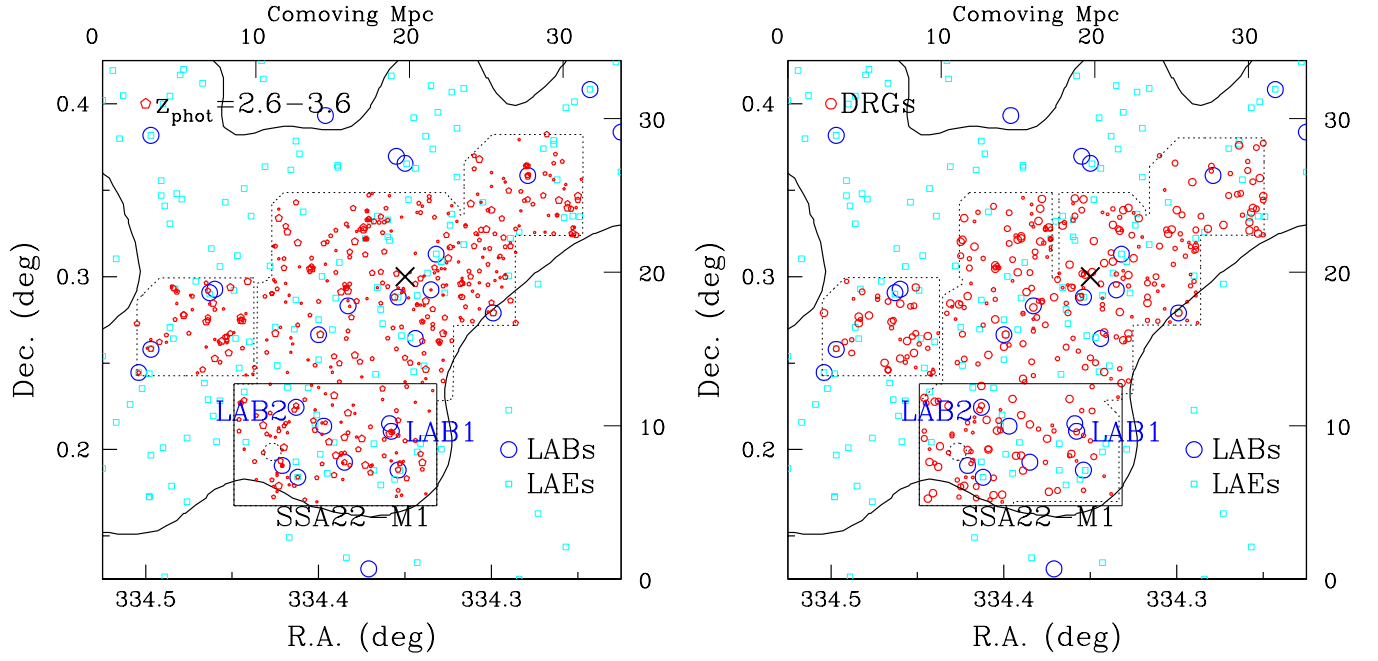 Comoving Mpc
0 10 20 30
z_phot=2.6−3.6
0.4
30
Dec. (deg)
0.3
20
LAB2
LAB1
10
0.2
LABs
LAEs
SSA22−M1
0
334.5 334.4 334.3
R.A. (deg)
Comoving Mpc
0 10 20 30
DRGs
0.4
30
Dec. (deg)
0.3
20
LAB2
LAB1
10
0.2
LABs
LAEs
SSA22−M1
0
334.5 334.4 334.3
R.A. (deg)